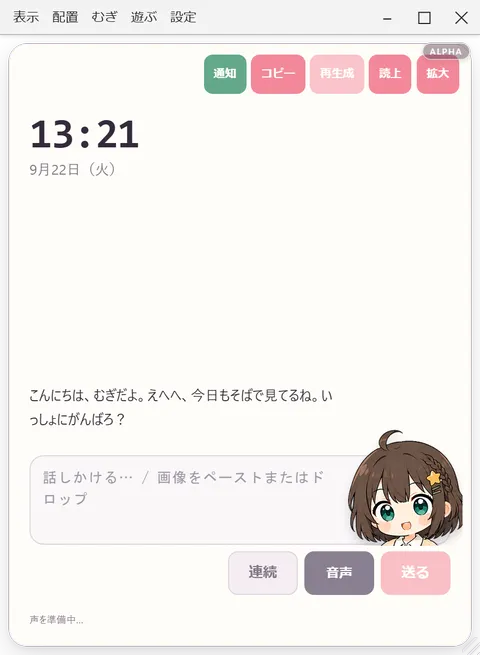 表示 配置 むぎ 遊ぶ 設定
ALPHA
通知 コピー 再生成 読上 拡大
13:21
9月22日（火）
こんにちは、むぎだよ。えへへ、今日もそばで見てるね。い
っしょにがんばろ？
話しかける… / 画像をペーストまたはド
ロップ
連続 音声 送る
声を準備中...